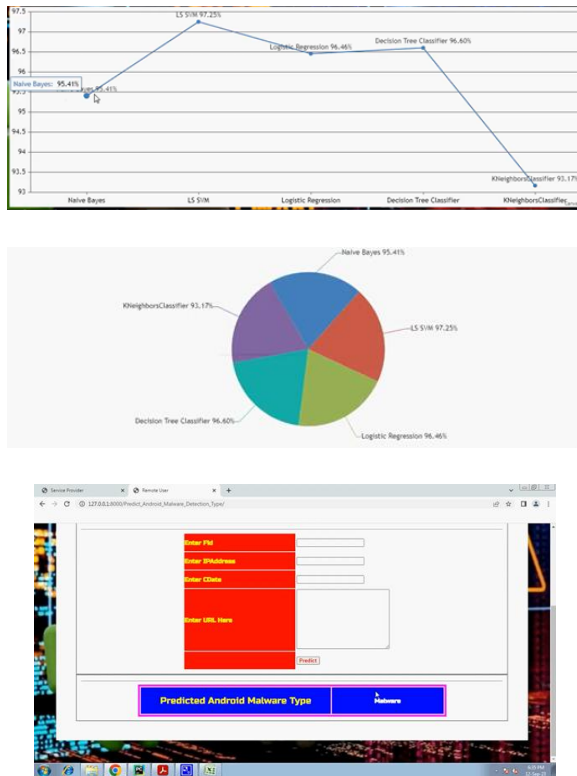 97.5
LS SVM 97.25%
97
Logistic Regression 96.46%
Decision Tree Classifier 96.60%
96.5
96
Naive Bayes: 95.41%
95
94.5
94
93.5
KNeighborsClassifier 93.17%
93
Naive Bayes LS SVM Logistic Regression Decision Tree Classifier KNeighborsClassifier
Naive Bayes 95.41%
KNeighborsClassifier 93.17%
LS SVM 97.25%
Decision Tree Classifier 96.60%
Logistic Regression 96.46%
Service Provider Remote User
127.0.0.1:8000/Predict_Android_Malware_Detection_Type/
Enter Fid
Enter IPAddress
Enter CDate
Enter URL Here
Predict
Predicted Android Malware Type Malware